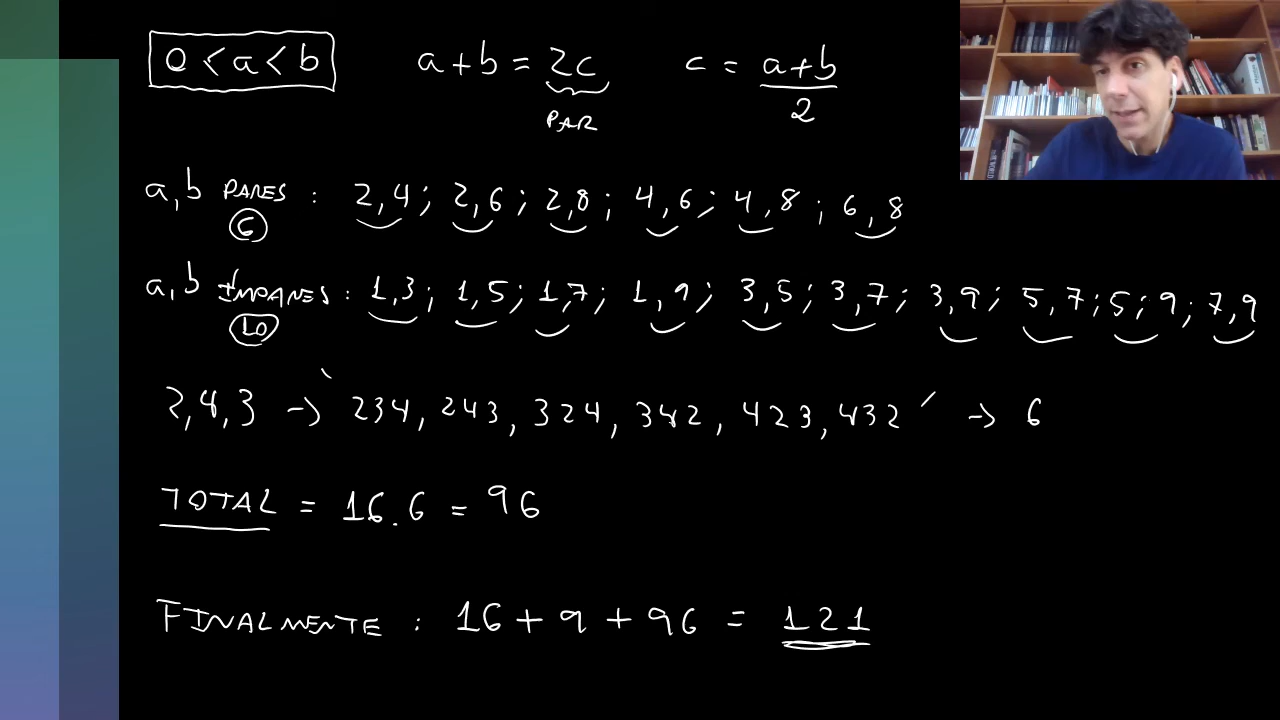 0 < a < b a + b = 2c c = a+b
PAR 2
a, b PARES : 2,4 ; 2,6 ; 2,8 ; 4,6 ; 4,8 ; 6,8
6
a, b ÍMPARES : 1,3 ; 1,5 ; 1,7 ; 1,9 ; 3,5 ; 3,7 ; 3,9 ; 5,7 ; 5;9 ; 7,9
10
2,4,3 → 234, 243, 324, 342, 423, 432 → 6
TOTAL = 16.6 = 96
FINALMENTE : 16 + 9 + 96 = 121